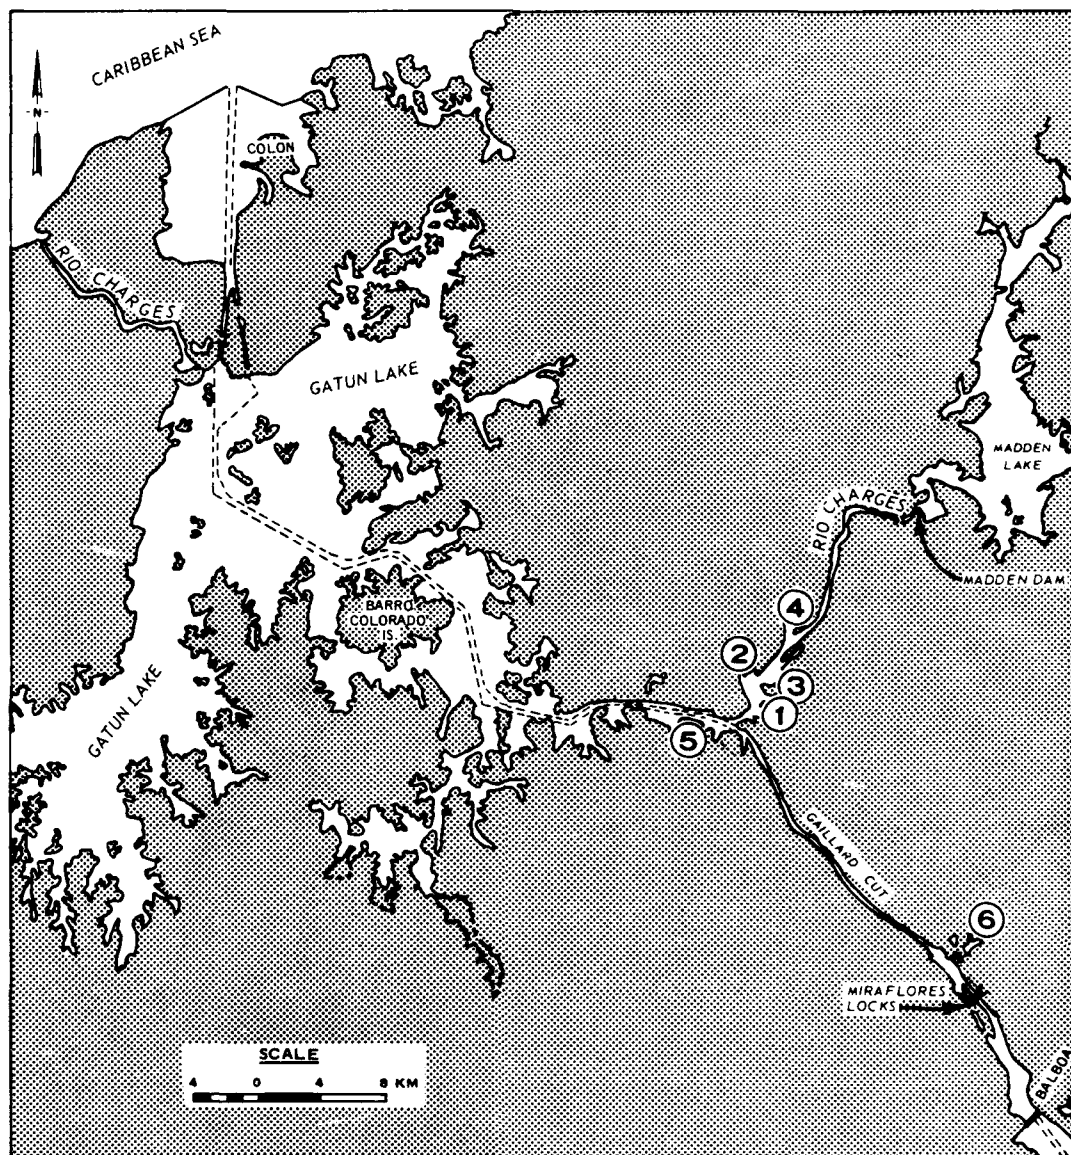 CARIBBEAN SEA
N
COLON
RIO CHARGES
GATUN LAKE
MADDEN
LAKE
RIO CHARGES
MADDEN DAM
BARRO
COLORADO
IS.
4
2
3
1
5
GATUN LAKE
GAILLARD CUT
6
MIRAFLORES
LOCKS
SCALE
4 0 4 8 KM
BALBOA